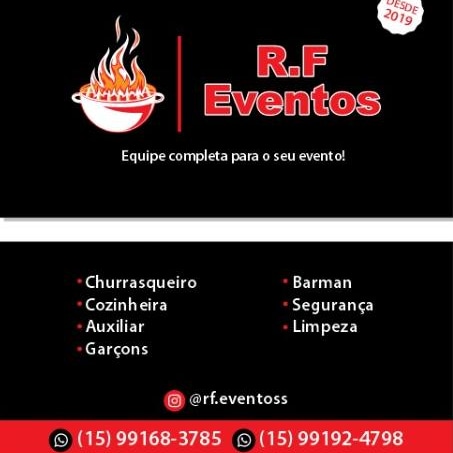 DESDE
2019
R.F
Eventos
Equipe completa para o seu evento!
• Churrasqueiro
• Cozinheira
• Auxiliar
• Garçons
• Barman
• Segurança
• Limpeza
@rf.eventoss
(15) 99168-3785 (15) 99192-4798